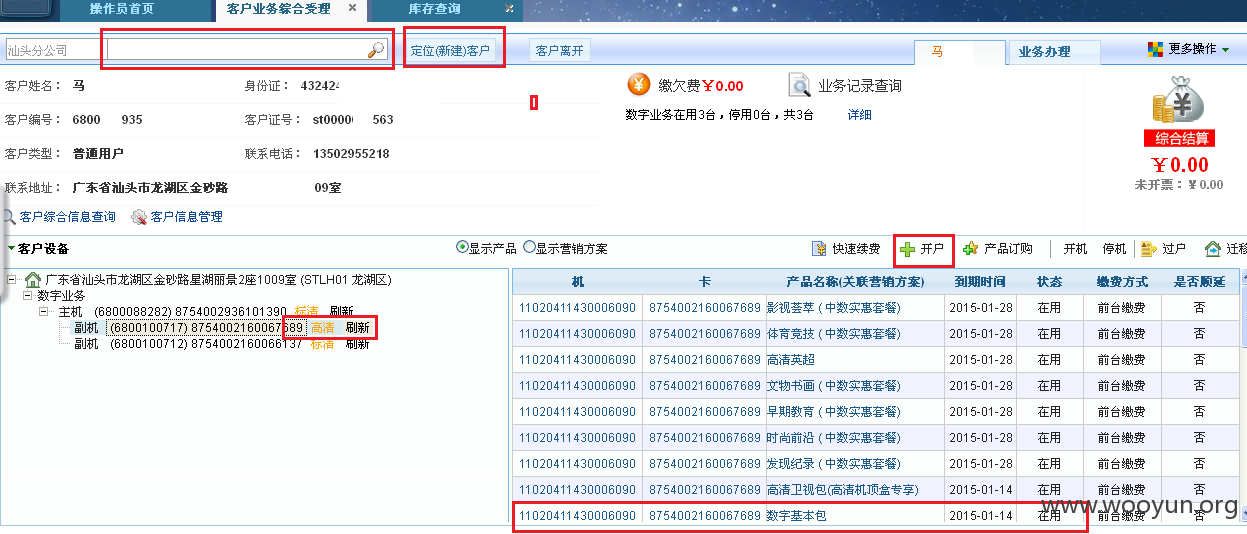 操作员首页 客户业务综合受理 × 库存查询 ×
汕头分公司 定位(新建)客户 客户离开 马 业务办理 更多操作
客户姓名： 马 身份证： 43242 缴欠费￥0.00 业务记录查询
数字业务在用3台，停用0台，共3台 详细
客户编号： 6800 935 客户证号： st0000 563
综合结算
客户类型： 普通用户 联系电话： 13502955218
￥0.00
联系地址： 广东省汕头市龙湖区金砂路 09室 未开票：￥0.00
客户综合信息查询 客户信息管理
客户设备 显示产品 显示营销方案 快速续费 开户 产品订购 开机 停机 过户 迁移
广东省汕头市龙湖区金砂路星湖丽景2座1009室 (STLH01 龙湖区)
数字业务
主机 (6800088282) 8754002936101390 标清 刷新
副机 (6800100717) 8754002160067689 高清 刷新
副机 (6800100712) 8754002160066137 标清 刷新
机 卡 产品名称(关联营销方案) 到期时间 状态 缴费方式 是否顺延
11020411430006090 8754002160067689 影视荟萃 ( 中数实惠套餐) 2015-01-28 在用 前台缴费 否
11020411430006090 8754002160067689 体育竞技 ( 中数实惠套餐) 2015-01-28 在用 前台缴费 否
11020411430006090 8754002160067689 高清英超 2015-01-28 在用 前台缴费 否
11020411430006090 8754002160067689 文物书画 ( 中数实惠套餐) 2015-01-28 在用 前台缴费 否
11020411430006090 8754002160067689 早期教育 ( 中数实惠套餐) 2015-01-28 在用 前台缴费 否
11020411430006090 8754002160067689 时尚前沿 ( 中数实惠套餐) 2015-01-28 在用 前台缴费 否
11020411430006090 8754002160067689 发现纪录 ( 中数实惠套餐) 2015-01-28 在用 前台缴费 否
11020411430006090 8754002160067689 高清卫视包(高清机顶盒专享) 2015-01-14 在用 前台缴费 否
11020411430006090 8754002160067689 数字基本包 2015-01-14 在用 前台缴费 否
www.wooyun.org